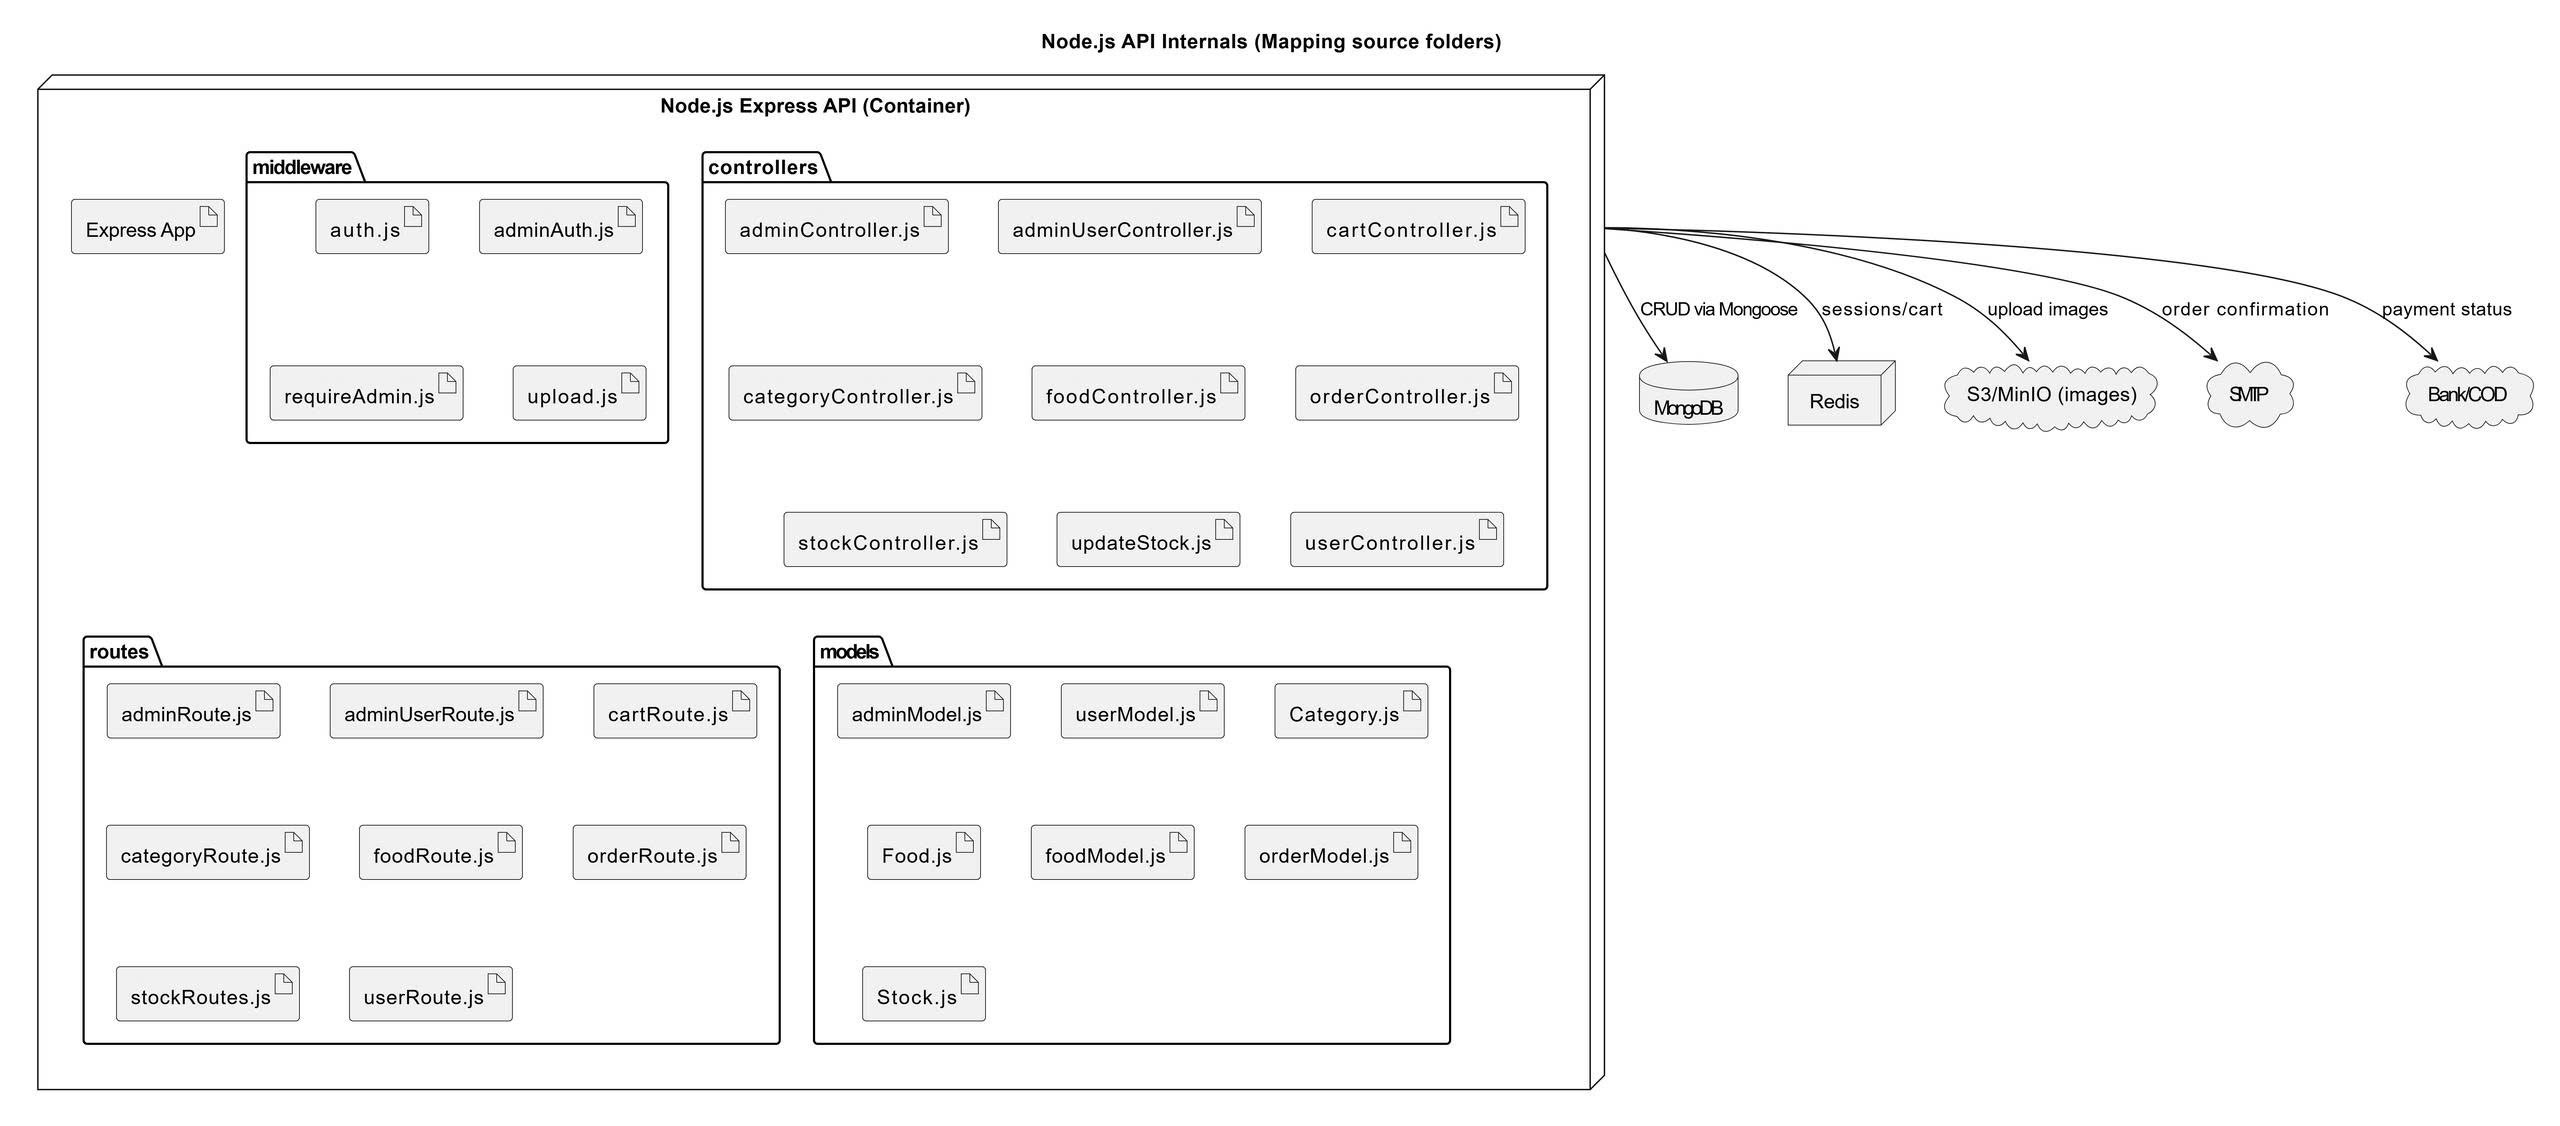 Node.js API Internals (Mapping source folders)
Node.js Express API (Container)
Express App
middleware
auth.js
adminAuth.js
requireAdmin.js
upload.js
controllers
adminController.js
adminUserController.js
cartController.js
categoryController.js
foodController.js
orderController.js
stockController.js
updateStock.js
userController.js
routes
adminRoute.js
adminUserRoute.js
cartRoute.js
categoryRoute.js
foodRoute.js
orderRoute.js
stockRoutes.js
userRoute.js
models
adminModel.js
userModel.js
Category.js
Food.js
foodModel.js
orderModel.js
Stock.js
CRUD via Mongoose
sessions/cart
upload images
order confirmation
payment status
MongoDB
Redis
S3/MinIO (images)
SMTP
Bank/COD